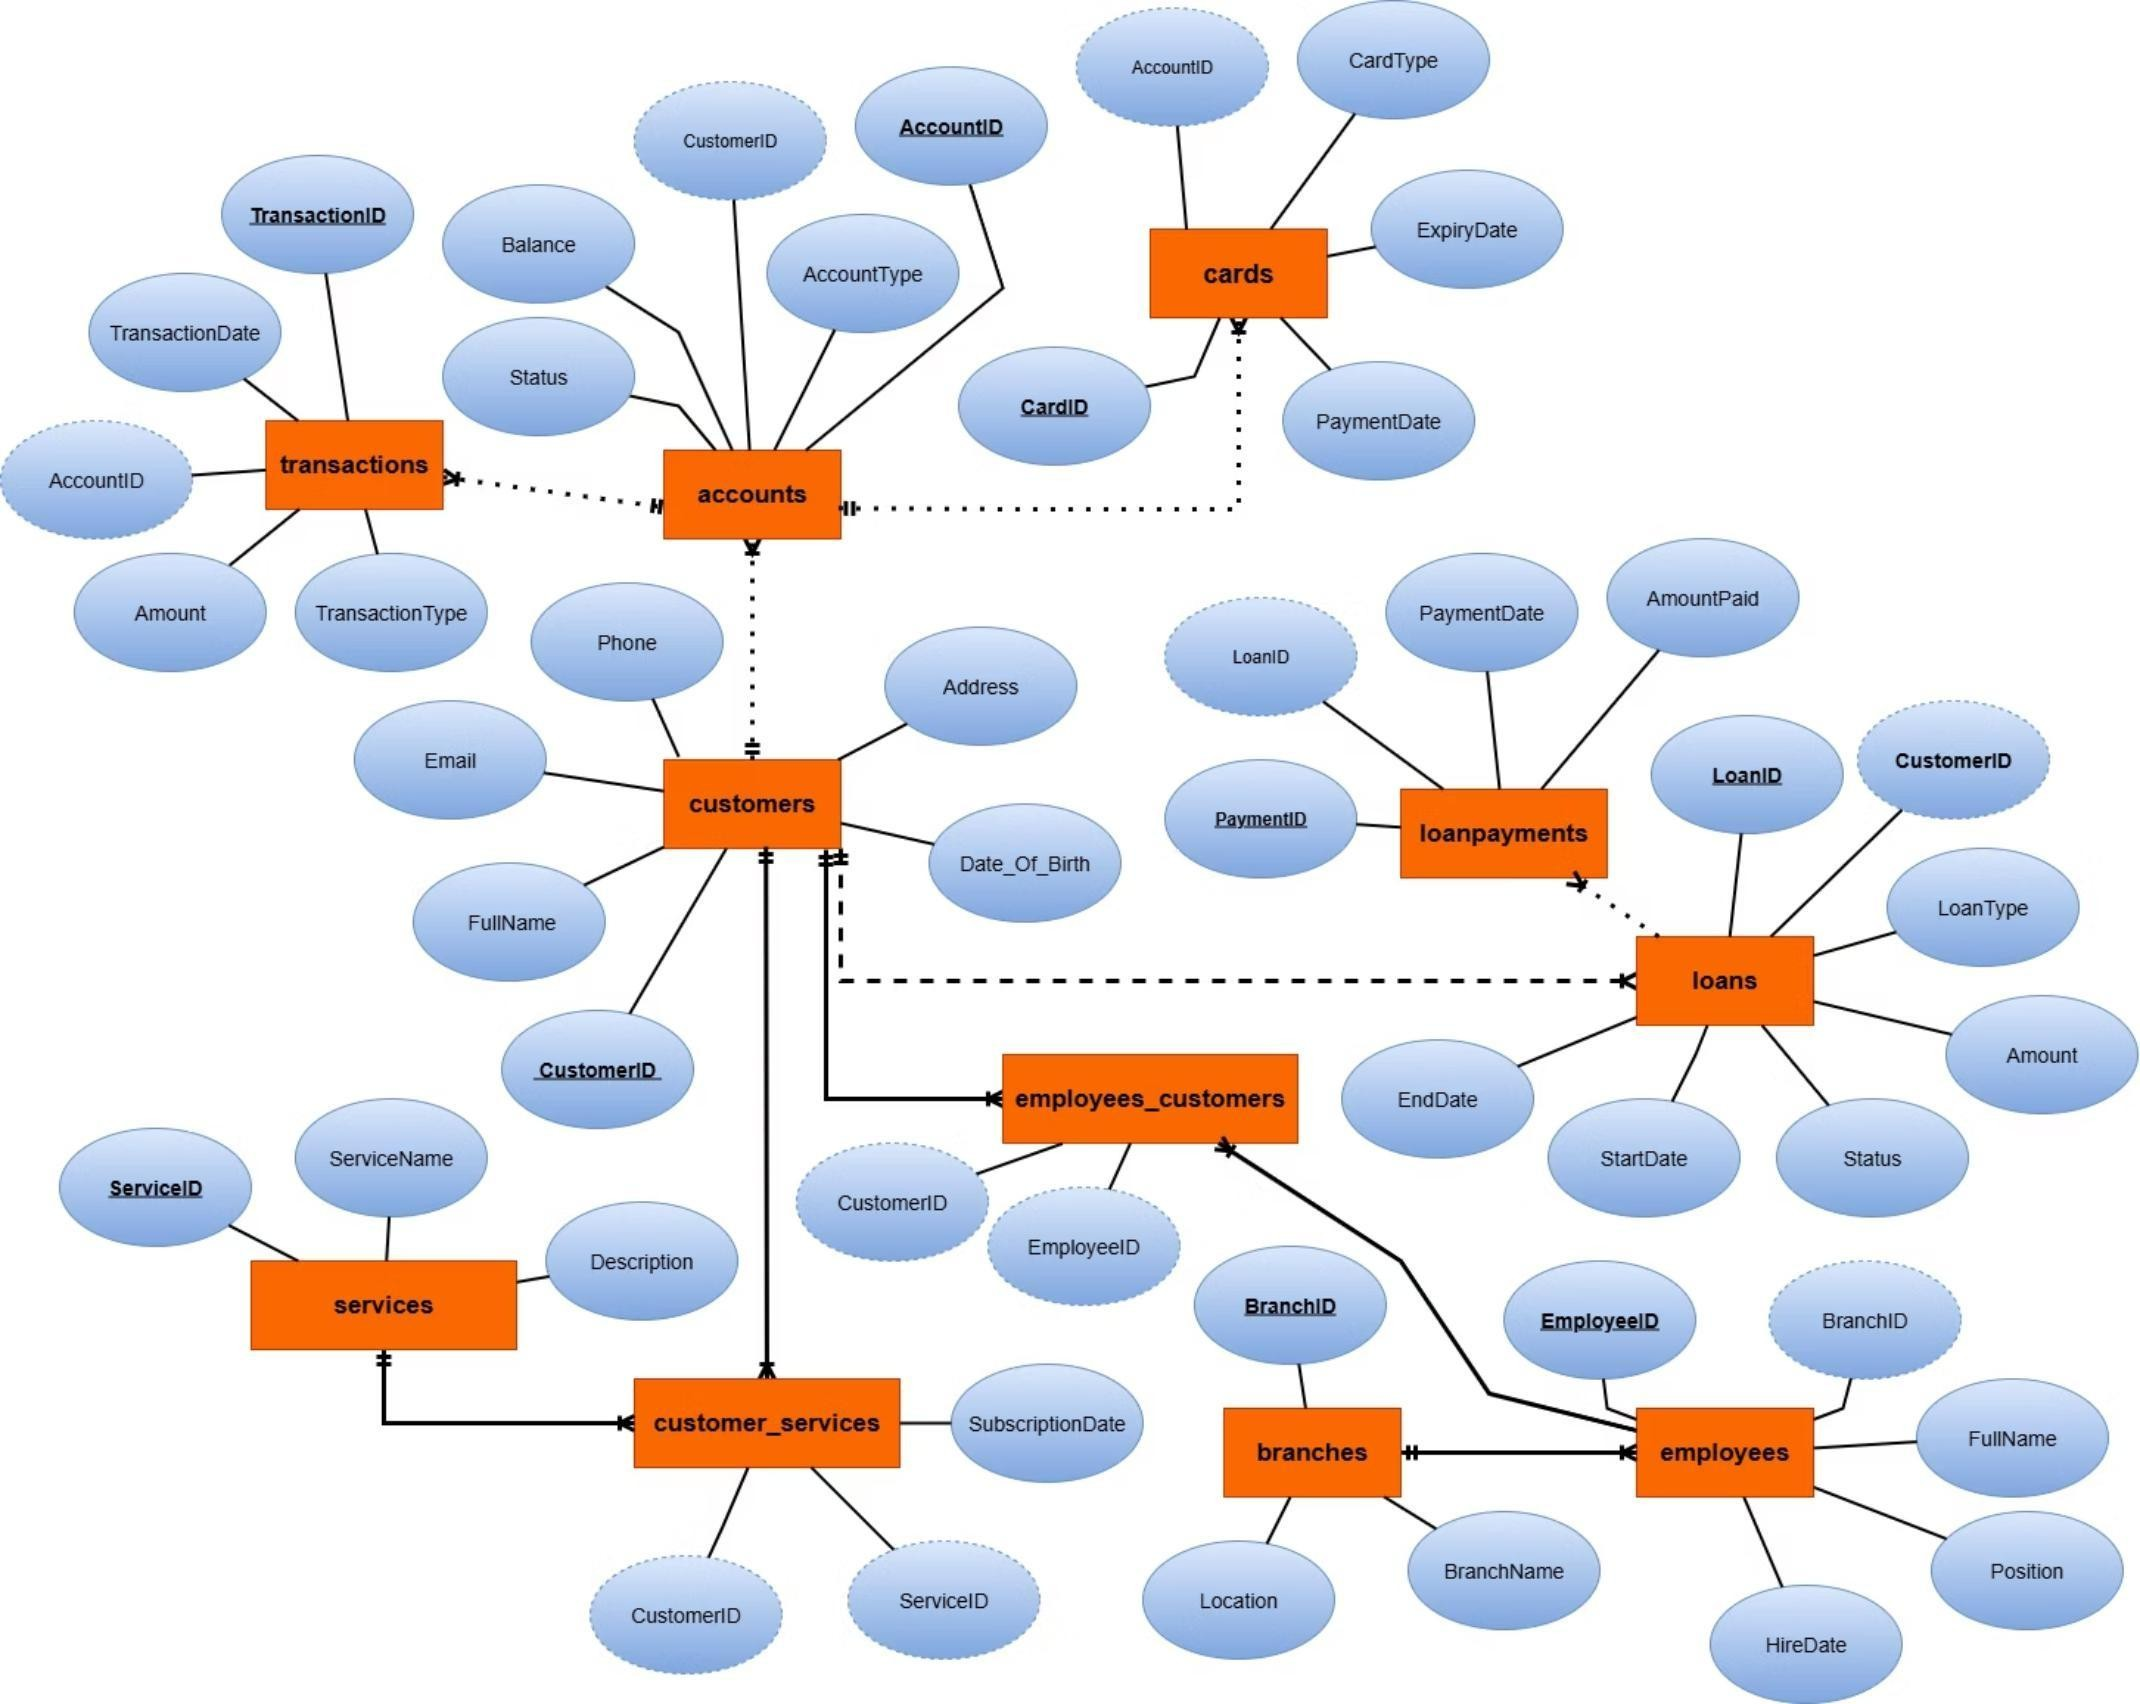 AccountID
CardType
CustomerID
AccountID
TransactionID
Balance
AccountType
ExpiryDate
cards
TransactionDate
Status
CardID
PaymentDate
transactions
AccountID
accounts
Amount
TransactionType
Phone
Address
LoanID
PaymentDate
AmountPaid
Email
customers
PaymentID
loanpayments
LoanID
CustomerID
Date_Of_Birth
FullName
LoanType
loans
CustomerID
employees_customers
EndDate
Amount
StartDate
Status
ServiceID
ServiceName
CustomerID
EmployeeID
Description
services
BranchID
EmployeeID
BranchID
customer_services
SubscriptionDate
branches
employees
FullName
CustomerID
ServiceID
Location
BranchName
Position
HireDate